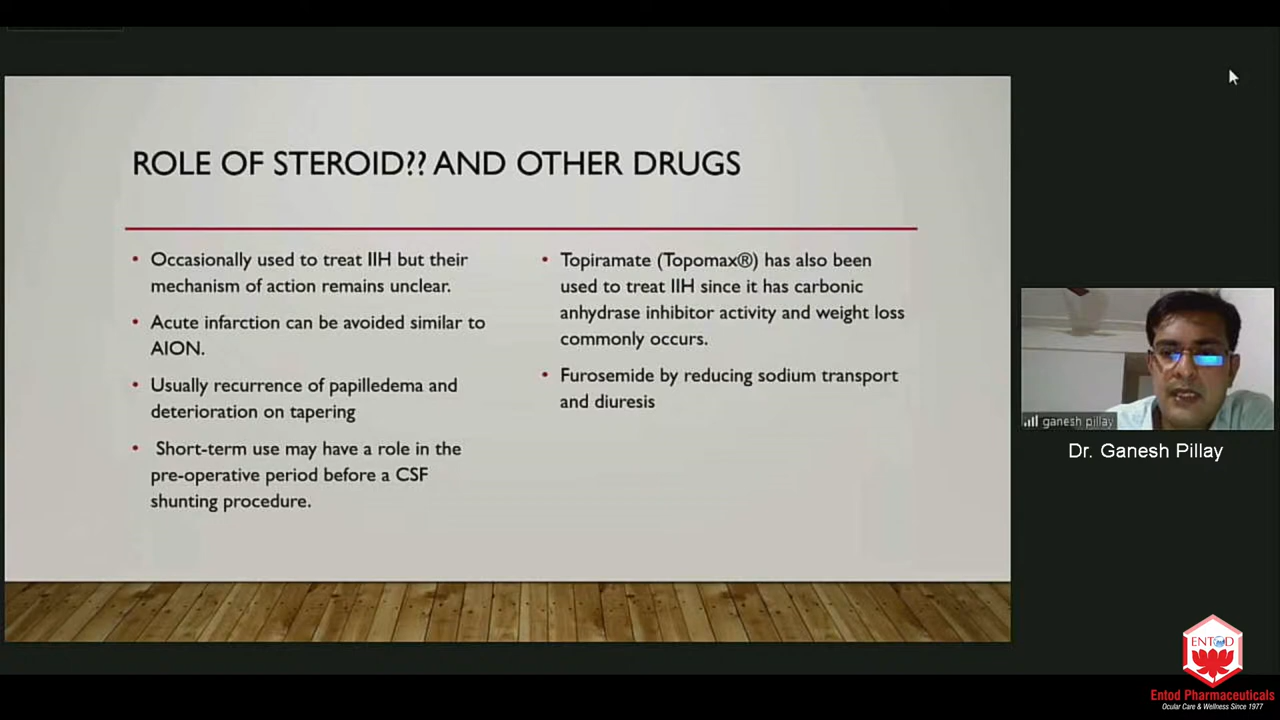 ROLE OF STEROID?? AND OTHER DRUGS
Occasionally used to treat IIH but their
mechanism of action remains unclear.
Acute infarction can be avoided similar to
AION.
Usually recurrence of papilledema and
deterioration on tapering
Short-term use may have a role in the
pre-operative period before a CSF
shunting procedure.
Topiramate (Topomax®) has also been
used to treat IIH since it has carbonic
anhydrase inhibitor activity and weight loss
commonly occurs.
Furosemide by reducing sodium transport
and diuresis
ganesh pillay
Dr. Ganesh Pillay
ENTOD
Entod Pharmaceuticals
Ocular Care & Wellness Since 1977